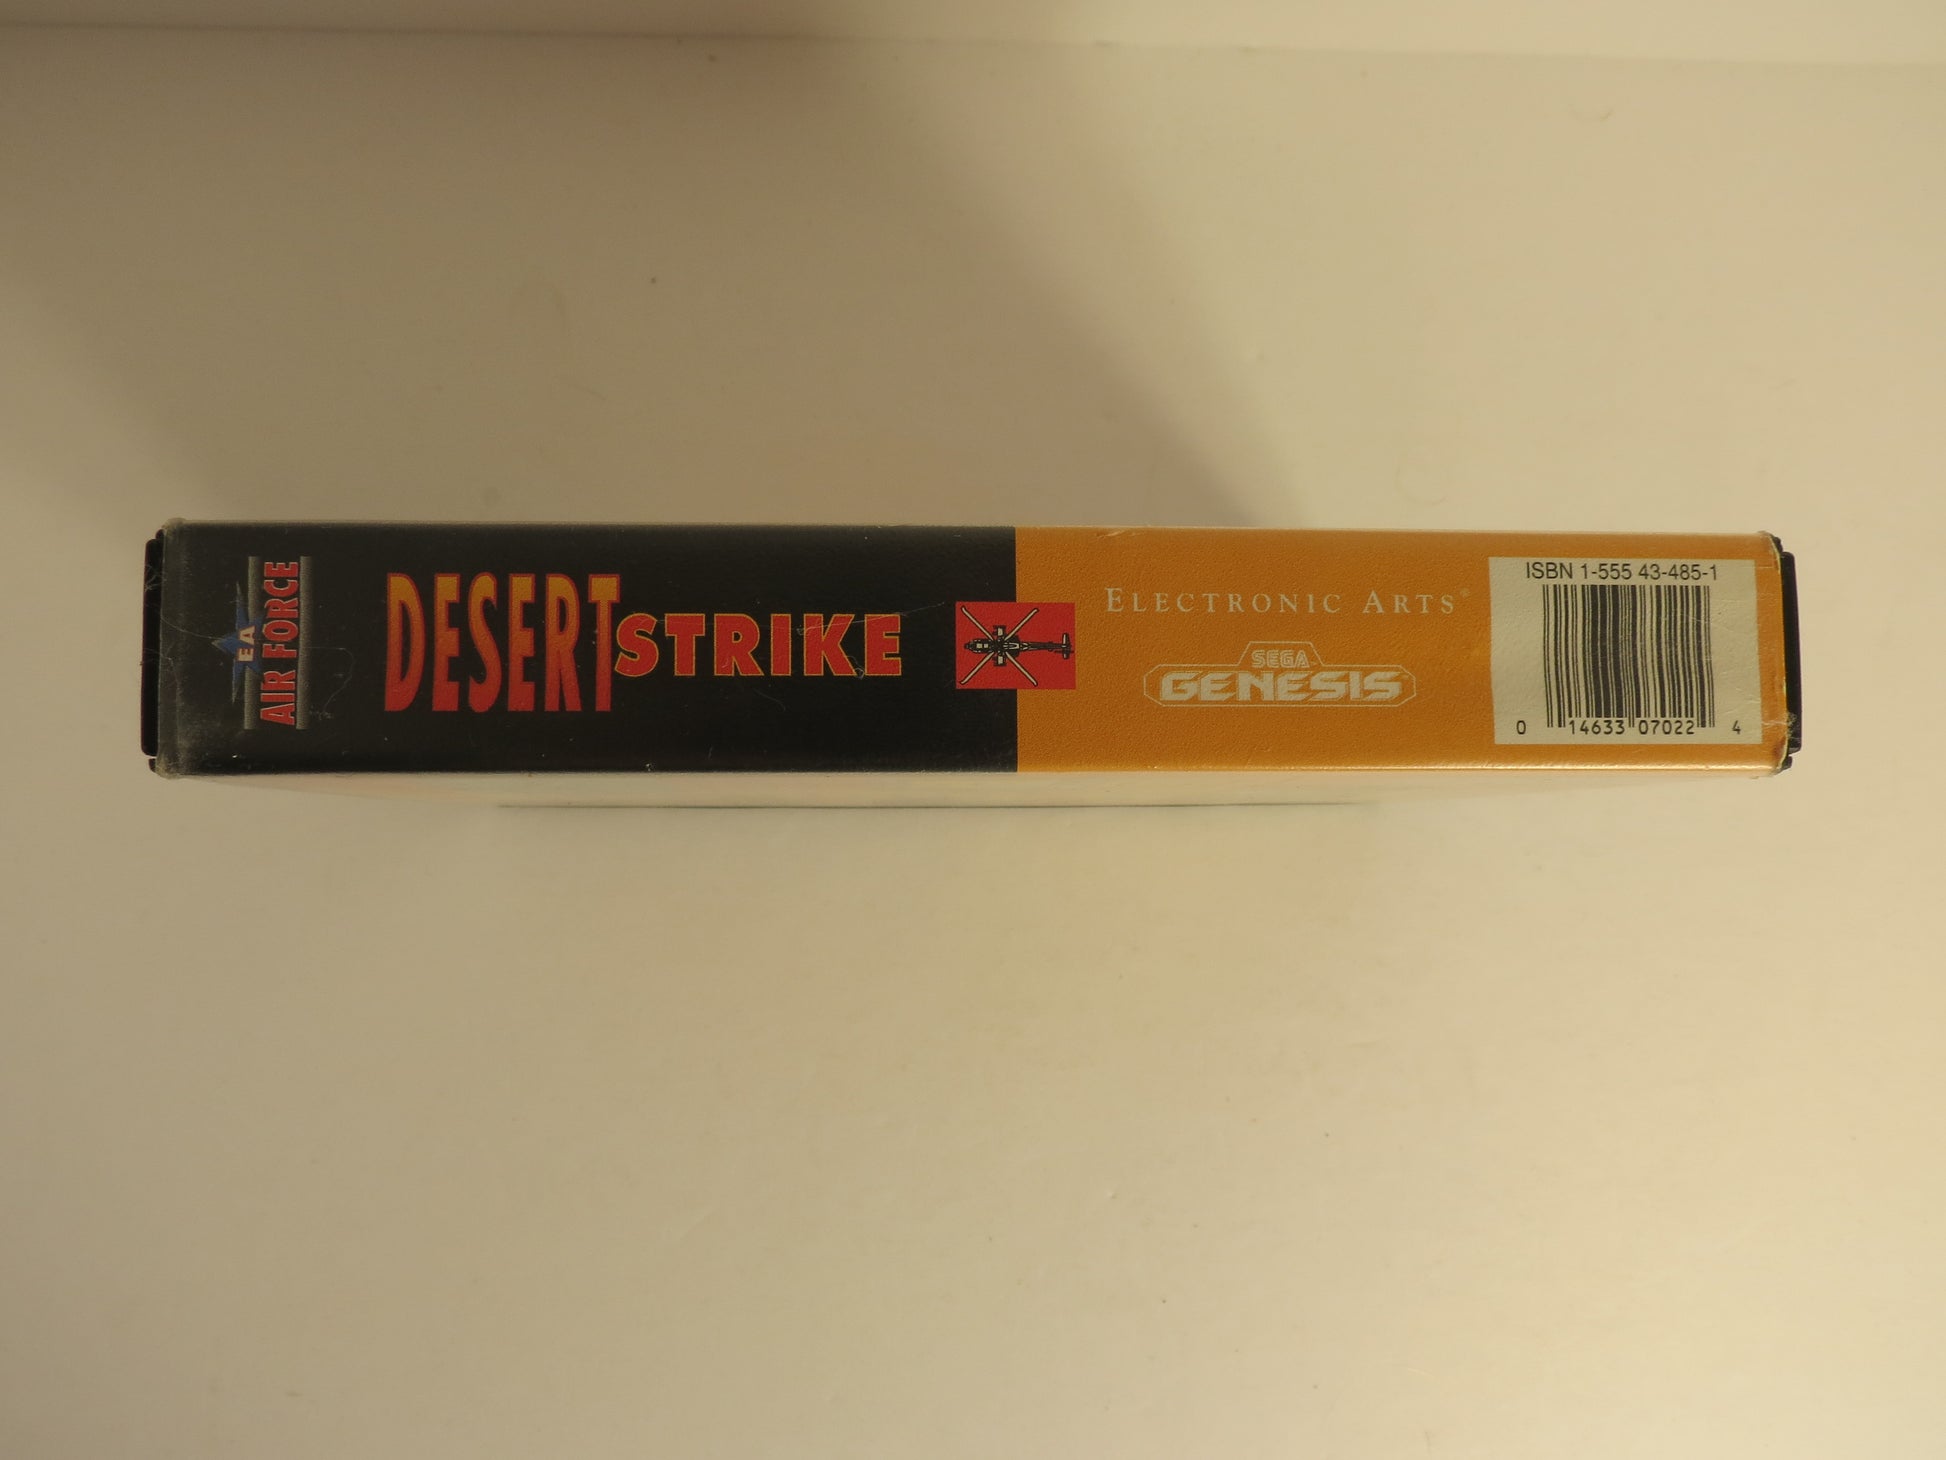 EA
AIR FORCE
DESERT STRIKE
ELECTRONIC ARTS®
SEGA
GENESIS
ISBN 1-555 43-485-1
0 14633 07022 4